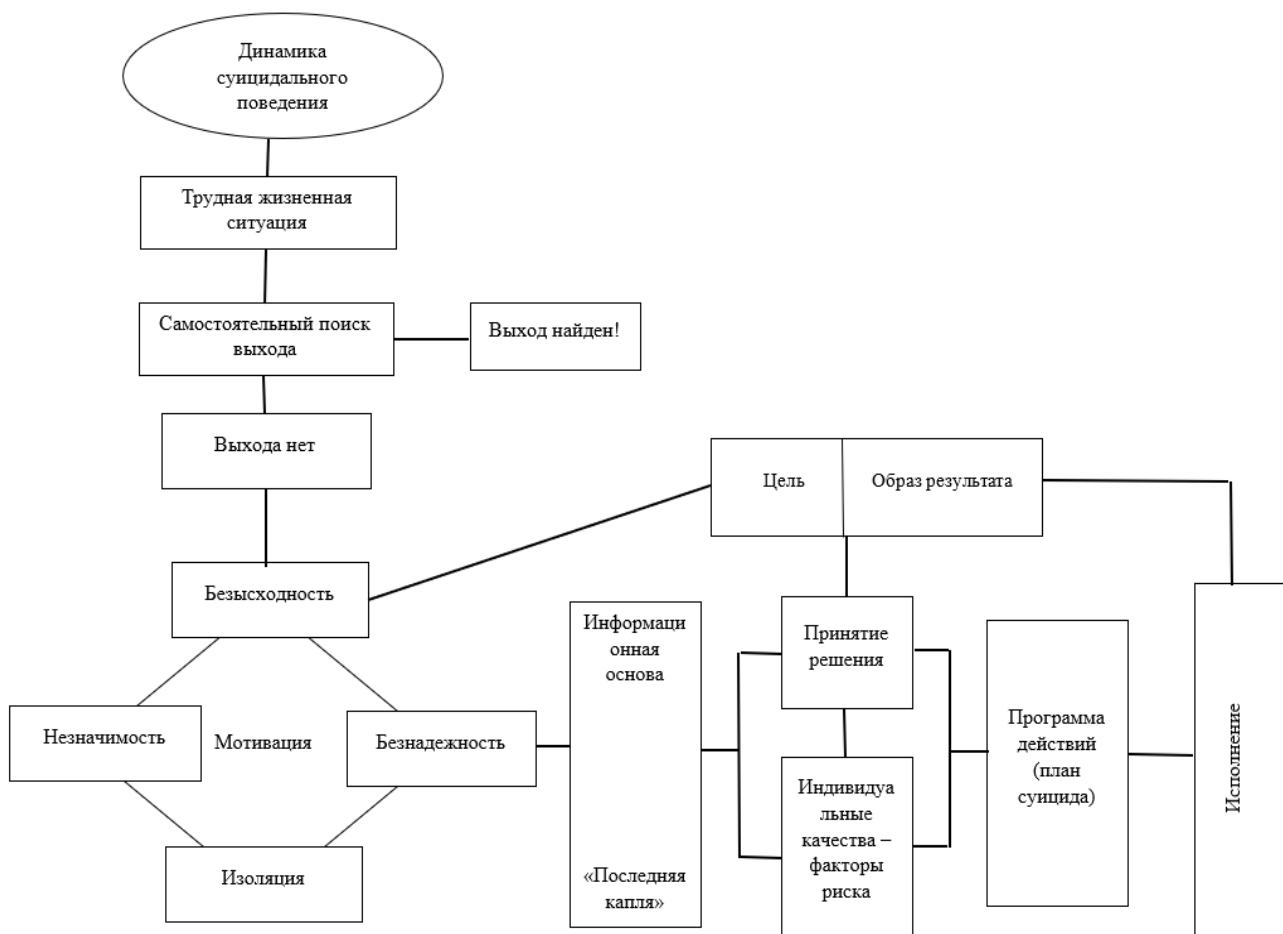 Динамика
суицидального
поведения
Трудная жизненная
ситуация
Самостоятельный поиск
выхода
Выход найден!
Выхода нет
Цель
Образ результата
Безысходность
Незначимость
Мотивация
Безнадежность
Изоляция
Информаци
онная
основа
«Последняя
капля»
Принятие
решения
Индивидуа
льные
качества –
факторы
риска
Программа
действий
(план
суицида)
Исполнение